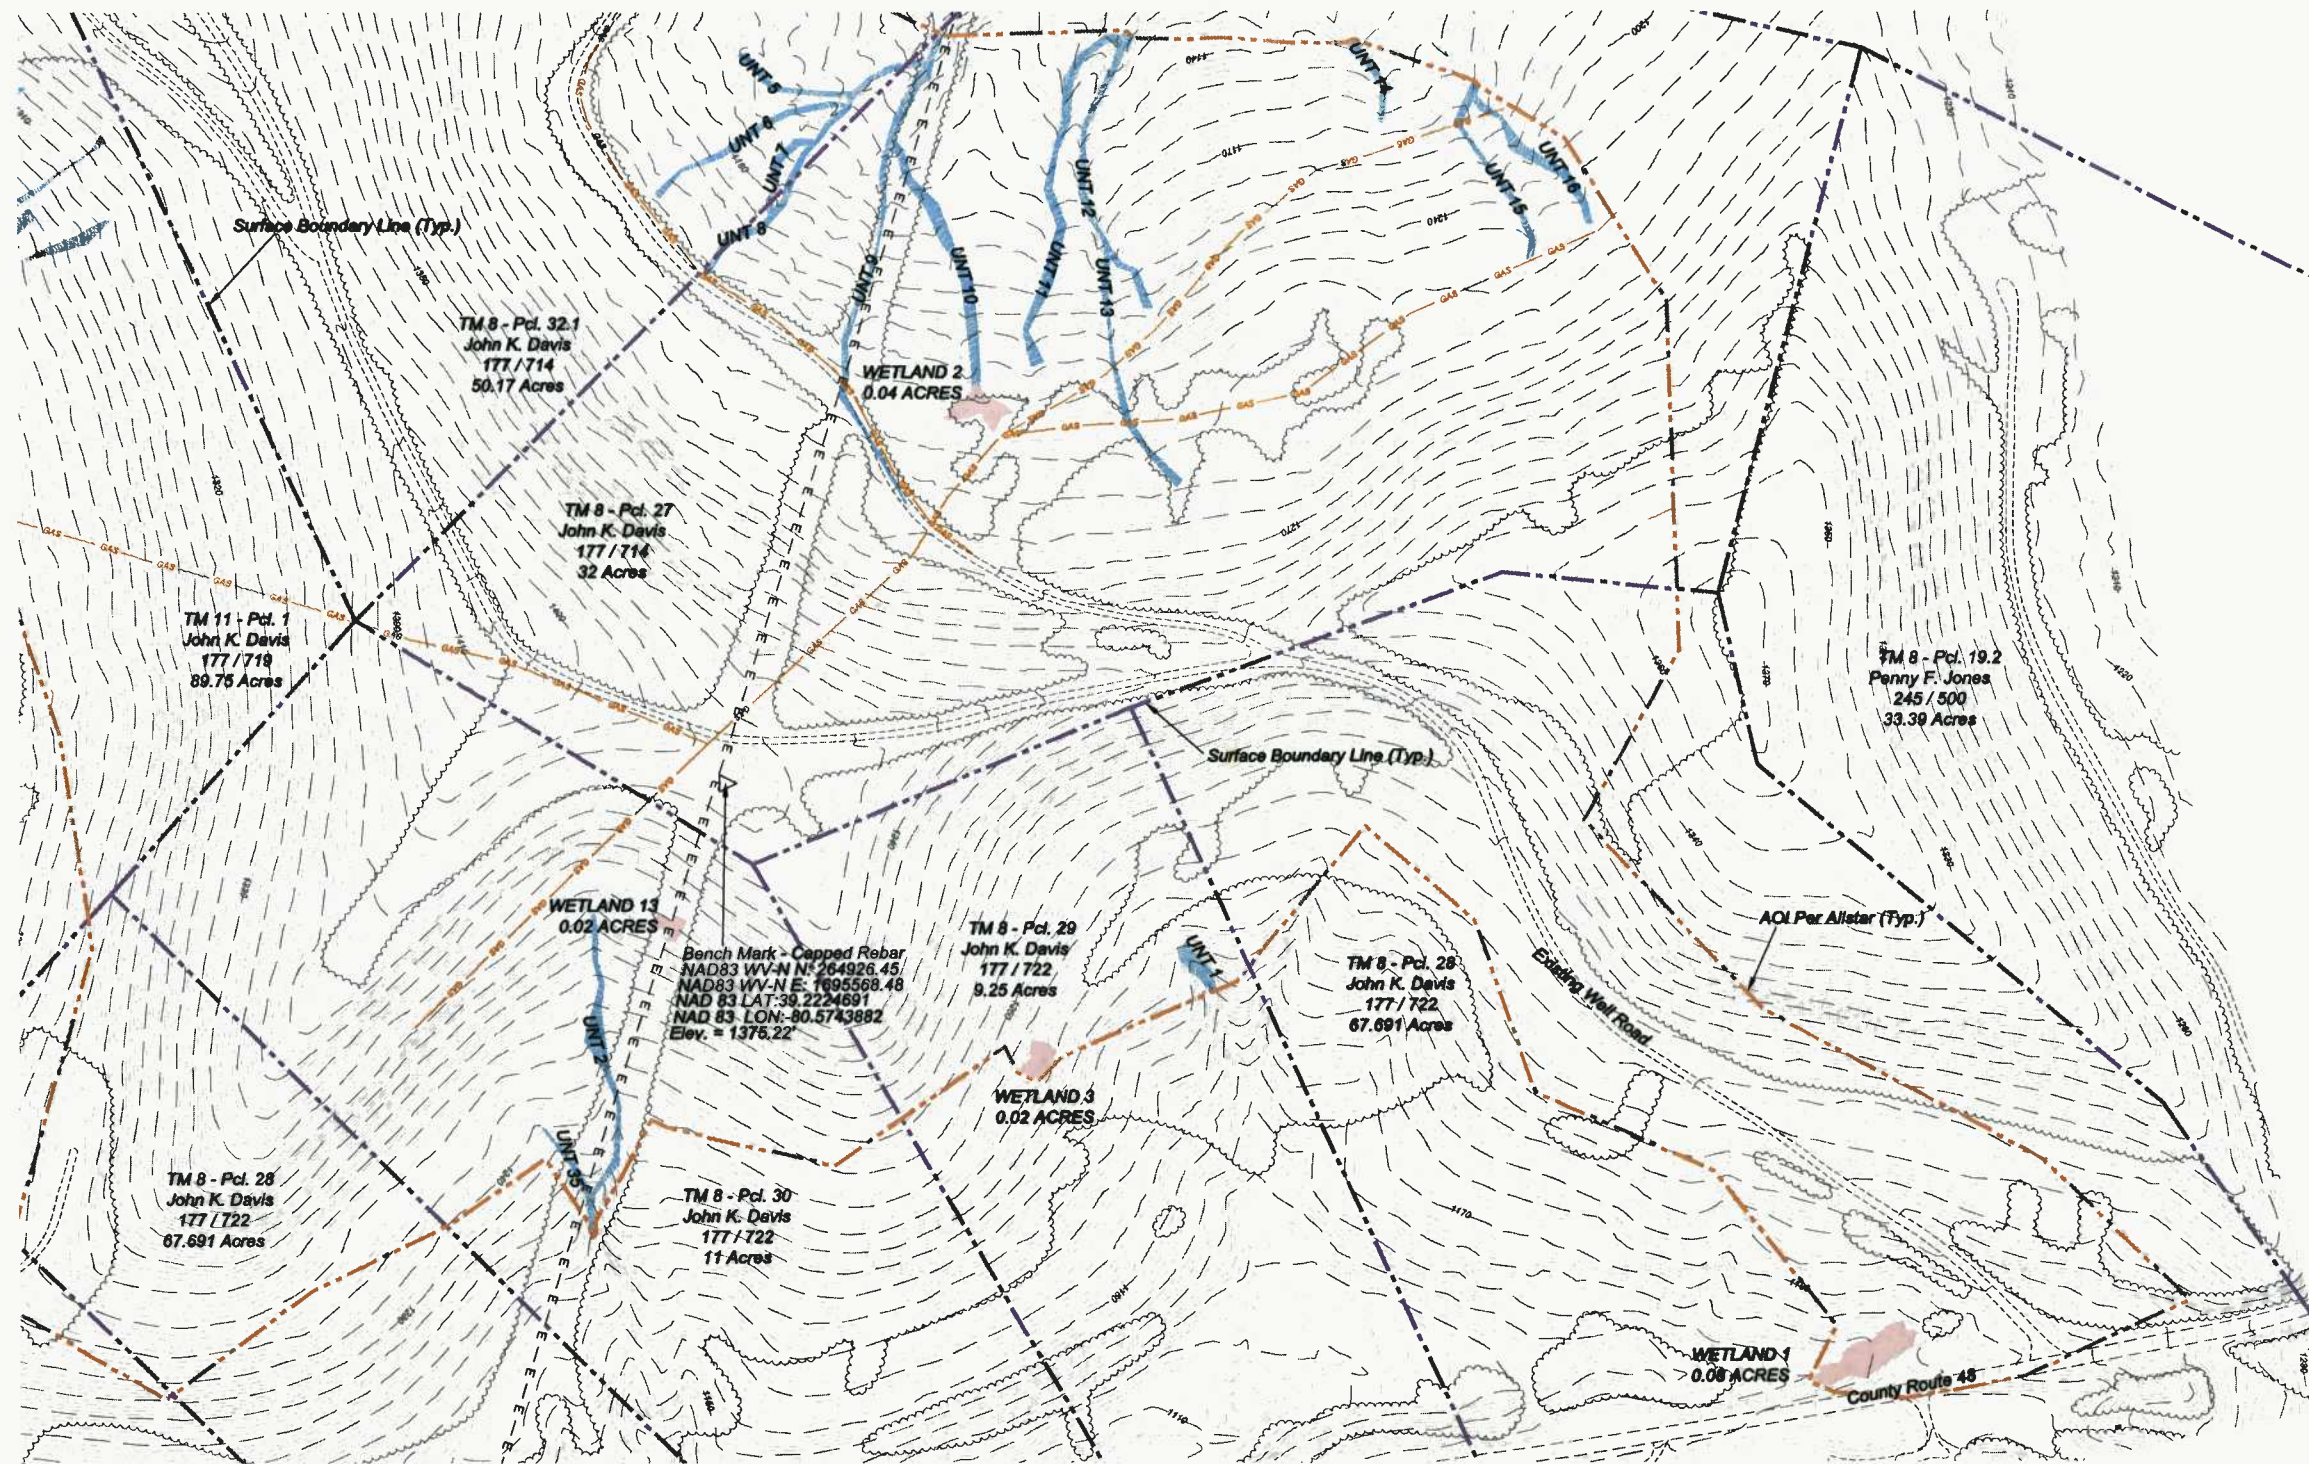 UNT 5
UNT 6
UNT 7
UNT 8
UNT 9
UNT 10
UNT 11
UNT 12
UNT 13
UNT 14
UNT 15
UNT 16
1140
1170
1210
1270
Surface Boundary Line (Typ.)
TM 8 - Pcl. 32.1
John K. Davis
177 / 714
50.17 Acres
WETLAND 2
0.04 ACRES
TM 8 - Pcl. 27
John K. Davis
177 / 714
32 Acres
TM 11 - Pcl. 1
John K. Davis
177 / 719
89.75 Acres
TM 8 - Pcl. 19.2
Penny F. Jones
245 / 500
33.39 Acres
Surface Boundary Line (Typ.)
WETLAND 13
0.02 ACRES
Bench Mark - Capped Rebar
NAD83 WV-N N: 264926.45
NAD83 WV-N E: 1695568.48
NAD 83 LAT:39.2224691
NAD 83 LON:-80.5743882
Elev. = 1375.22'
TM 8 - Pcl. 29
John K. Davis
177 / 722
9.25 Acres
UNT 1
TM 8 - Pcl. 28
John K. Davis
177 / 722
67.691 Acres
Existing Well Road
AOI Per Allstar (Typ.)
UNT 2
WETLAND 3
0.02 ACRES
UNT 35
TM 8 - Pcl. 28
John K. Davis
177 / 722
67.691 Acres
TM 8 - Pcl. 30
John K. Davis
177 / 722
11 Acres
1170
1160
1110
WETLAND 1
0.08 ACRES
County Route 48